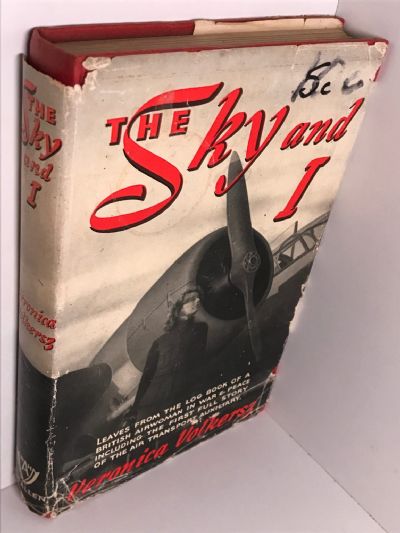 THE
Sky and
I
LEAVES FROM THE LOG BOOK OF A
BRITISH AIRWOMAN IN WAR & PEACE
INCLUDING THE FIRST FULL STORY
OF THE AIR TRANSPORT AUXILIARY.
Veronica Volkersz
THE
Sky
and
I
Veronica
Volkersz
ALLEN